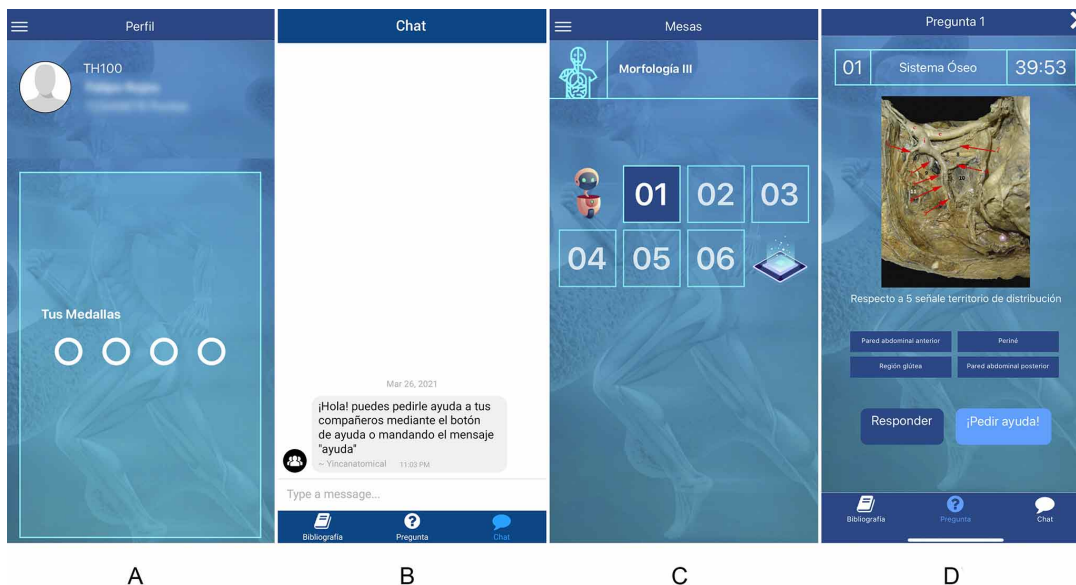 Perfil
TH100
Tus Medallas
Chat
Mar 26, 2021
¡Hola! puedes pedirle ayuda a tus
compañeros mediante el botón
de ayuda o mandando el mensaje
"ayuda"
~ Yincanatomical 11:03 PM
Type a message...
Bibliografía Pregunta Chat
Mesas
Morfología III
01 02 03
04 05 06
Pregunta 1
01 Sistema Óseo 39:53
Respecto a 5 señale territorio de distribución
Pared abdominal anterior Periné
Región glútea Pared abdominal posterior
Responder ¡Pedir ayuda!
Bibliografía Pregunta Chat
A B C D